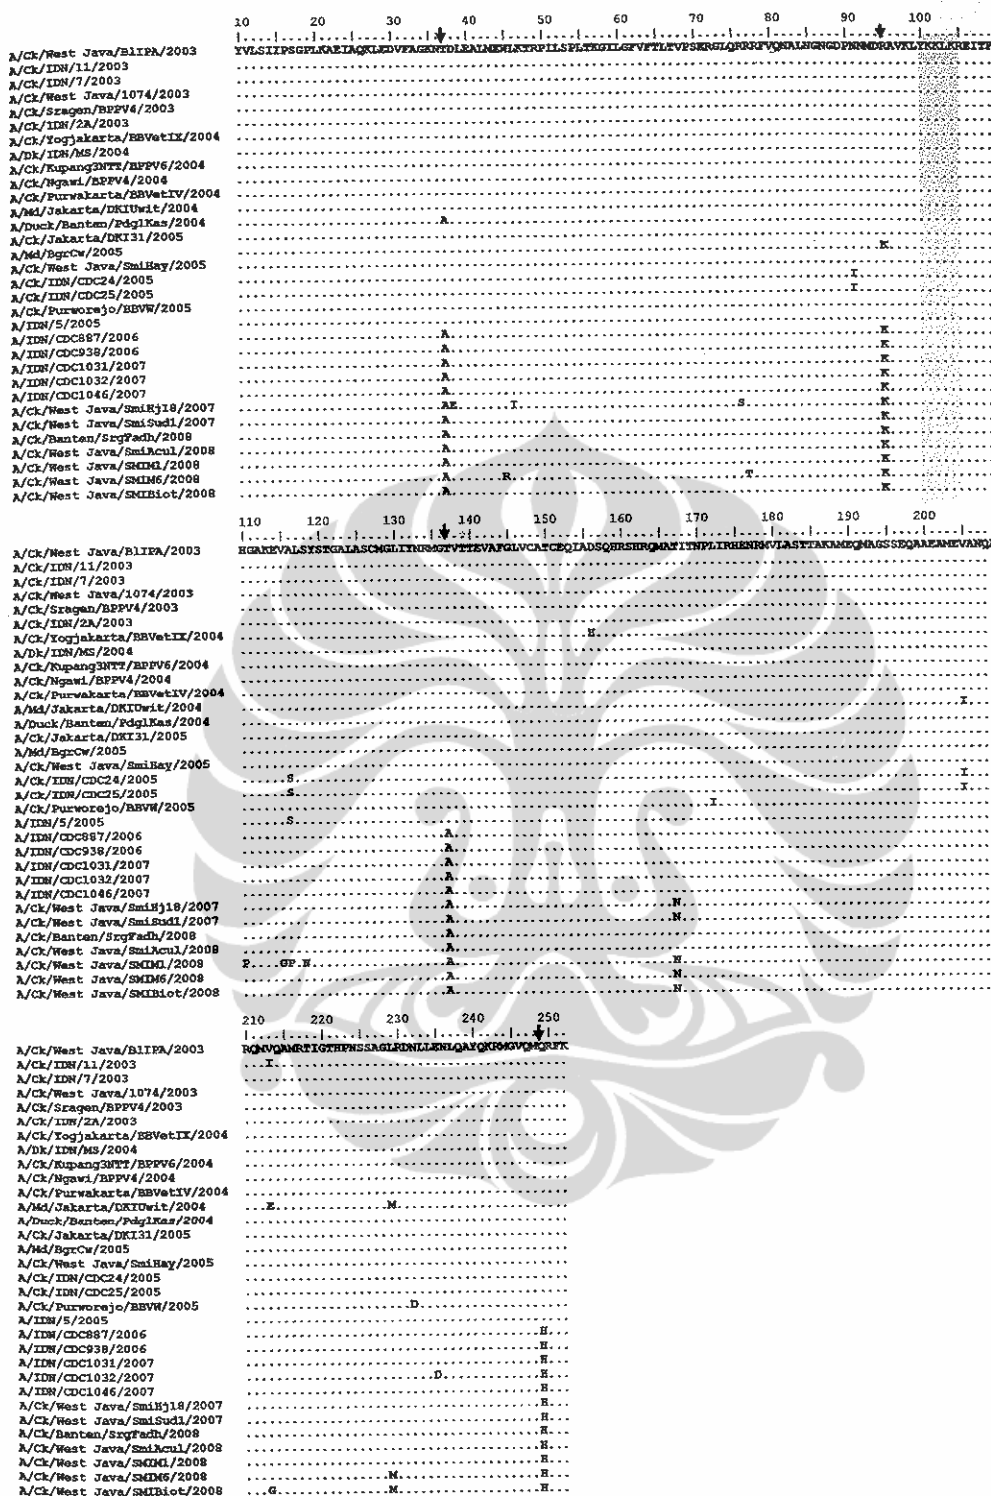 10 20 30 40 50 60 70 80 90 100
A/Ck/West Java/BlIPA/2003 YVLSIIPSGPLKAEIAQKLEDVFAGKNTDLEALMEWLKTRPILSPLTKGILGFVFTLTVPSERGLQRRRFVQNALNGNGDPNNMDRAVKLYKKLKREITF
A/Ck/IDN/11/2003
A/Ck/IDN/7/2003
A/Ck/West Java/1074/2003
A/Ck/Sragen/BPPV4/2003
A/Ck/IDN/2A/2003
A/Ck/Yogjakarta/BBVetIX/2004
A/Dk/IDN/MS/2004
A/Ck/Kupang3NTT/BPPV6/2004
A/Ck/Ngawi/BPPV4/2004
A/Ck/Purwakarta/BBVetIV/2004
A/Md/Jakarta/DKIUwit/2004
A/Duck/Banten/PdglKas/2004 A
A/Ck/Jakarta/DKI31/2005
A/Md/BgrCw/2005 K
A/Ck/West Java/SmiHay/2005
A/Ck/IDN/CDC24/2005 I
A/Ck/IDN/CDC25/2005 I
A/Ck/Purworejo/BBVW/2005
A/IDN/5/2005
A/IDN/CDC887/2006 A K
A/IDN/CDC938/2006 A K
A/IDN/CDC1031/2007 A K
A/IDN/CDC1032/2007 A K
A/IDN/CDC1046/2007 A K
A/Ck/West Java/SmiHj18/2007 AE T S K
A/Ck/West Java/SmiSud1/2007 A K
A/Ck/Banten/SrgFadh/2008 A K
A/Ck/West Java/SmiAcul/2008 A K
A/Ck/West Java/SMIM1/2008 A K
A/Ck/West Java/SMIM6/2008 A R T K
A/Ck/West Java/SMIBiot/2008 A K
110 120 130 140 150 160 170 180 190 200
A/Ck/West Java/BlIPA/2003 HGAKEVALSYSTGALASCMGLIYNRMGTVTTEVAFGLVCATCEQIADSQHRSHRQMATITNPLIRHENRMVLASTTAKAMEQMAGSSEQAAEAMEVANQ
A/Ck/IDN/11/2003
A/Ck/IDN/7/2003
A/Ck/West Java/1074/2003
A/Ck/Sragen/BPPV4/2003
A/Ck/IDN/2A/2003
A/Ck/Yogjakarta/BBVetIX/2004 H
A/Dk/IDN/MS/2004
A/Ck/Kupang3NTT/BPPV6/2004
A/Ck/Ngawi/BPPV4/2004
A/Ck/Purwakarta/BBVetIV/2004
A/Md/Jakarta/DKIUwit/2004 I
A/Duck/Banten/PdglKas/2004
A/Ck/Jakarta/DKI31/2005
A/Md/BgrCw/2005
A/Ck/West Java/SmiHay/2005
A/Ck/IDN/CDC24/2005 S I
A/Ck/IDN/CDC25/2005 S I
A/Ck/Purworejo/BBVW/2005 I
A/IDN/5/2005 S
A/IDN/CDC887/2006 A
A/IDN/CDC938/2006 A
A/IDN/CDC1031/2007 A
A/IDN/CDC1032/2007 A
A/IDN/CDC1046/2007 A
A/Ck/West Java/SmiHj18/2007 A N
A/Ck/West Java/SmiSud1/2007 A N
A/Ck/Banten/SrgFadh/2008 A
A/Ck/West Java/SmiAcul/2008 A
A/Ck/West Java/SMIM1/2008 P GP N A N
A/Ck/West Java/SMIM6/2008 A N
A/Ck/West Java/SMIBiot/2008 A N
210 220 230 240 250
A/Ck/West Java/BlIPA/2003 RQMVQAMRTIGTHPNSSAGLRDNLLENLQAYQKRMGVQMQRFK
A/Ck/IDN/11/2003 I
A/Ck/IDN/7/2003
A/Ck/West Java/1074/2003
A/Ck/Sragen/BPPV4/2003
A/Ck/IDN/2A/2003
A/Ck/Yogjakarta/BBVetIX/2004
A/Dk/IDN/MS/2004
A/Ck/Kupang3NTT/BPPV6/2004
A/Ck/Ngawi/BPPV4/2004
A/Ck/Purwakarta/BBVetIV/2004
A/Md/Jakarta/DKIUwit/2004 E M
A/Duck/Banten/PdglKas/2004
A/Ck/Jakarta/DKI31/2005
A/Md/BgrCw/2005
A/Ck/West Java/SmiHay/2005
A/Ck/IDN/CDC24/2005
A/Ck/IDN/CDC25/2005
A/Ck/Purworejo/BBVW/2005 D
A/IDN/5/2005
A/IDN/CDC887/2006 H
A/IDN/CDC938/2006 H
A/IDN/CDC1031/2007 H
A/IDN/CDC1032/2007 D H
A/IDN/CDC1046/2007 H
A/Ck/West Java/SmiHj18/2007 H
A/Ck/West Java/SmiSud1/2007 H
A/Ck/Banten/SrgFadh/2008 H
A/Ck/West Java/SmiAcul/2008 H
A/Ck/West Java/SMIM1/2008 H
A/Ck/West Java/SMIM6/2008 M H
A/Ck/West Java/SMIBiot/2008 G M H